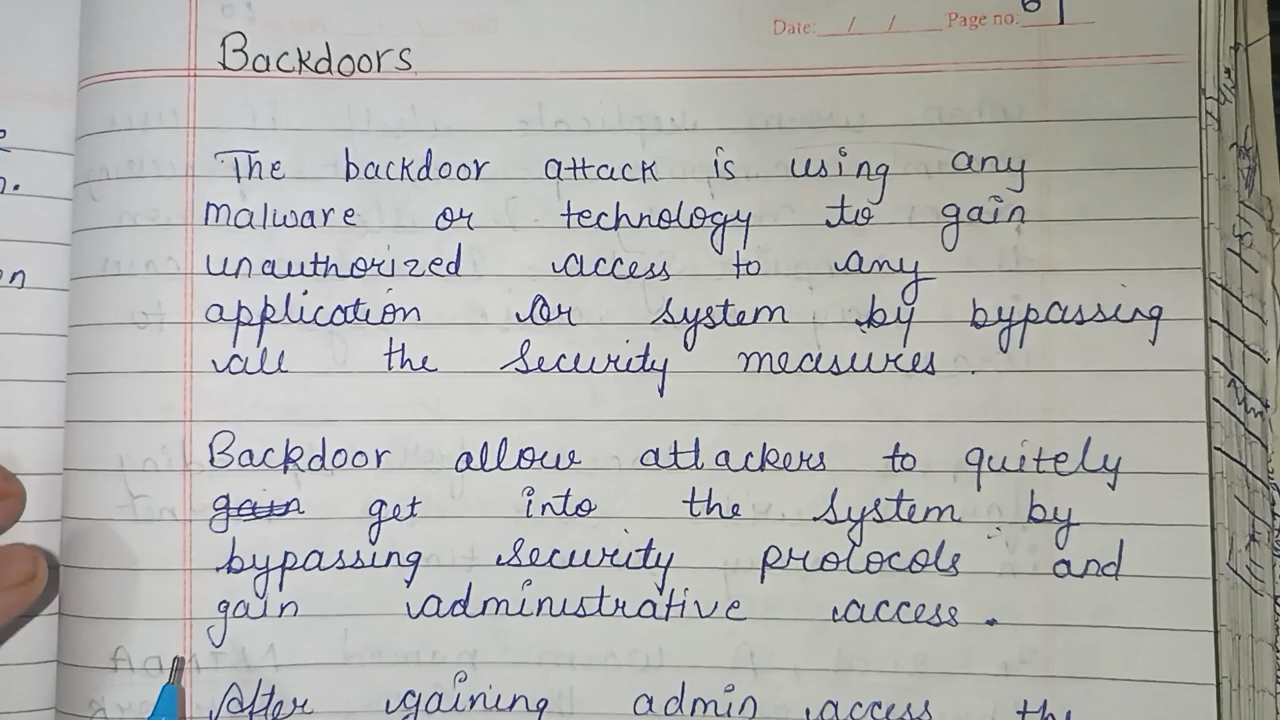 Date: / / Page no:
Backdoors
The backdoor attack is using any
malware or technology to gain
unauthorized access to any
application or system by bypassing
all the security measures.
Backdoor allow attackers to quitely
gain get into the system by
bypassing security protocols and
gain administrative access.
After gaining admin access the